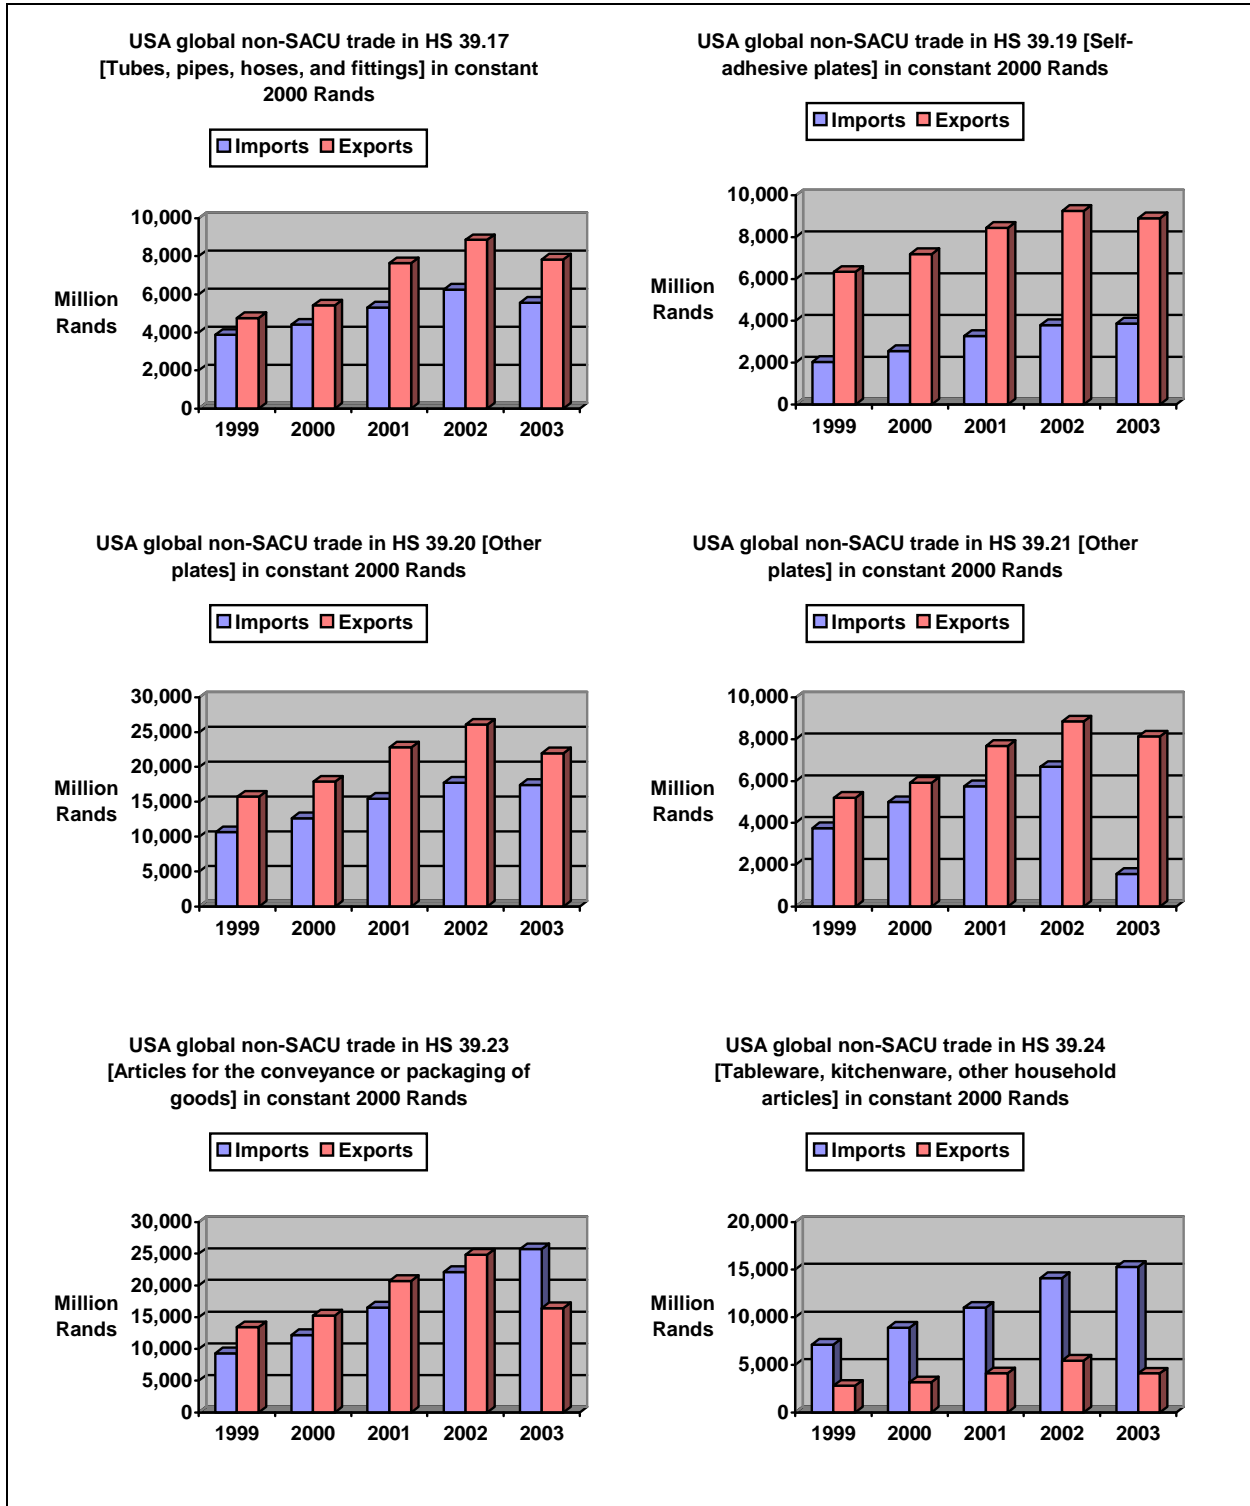 USA global non-SACU trade in HS 39.17
[Tubes, pipes, hoses, and fittings] in constant
2000 Rands
Imports Exports
10,000
8,000
6,000
4,000
2,000
0
Million
Rands
1999 2000 2001 2002 2003
USA global non-SACU trade in HS 39.19 [Self-
adhesive plates] in constant 2000 Rands
Imports Exports
10,000
8,000
6,000
4,000
2,000
0
Million
Rands
1999 2000 2001 2002 2003
USA global non-SACU trade in HS 39.20 [Other
plates] in constant 2000 Rands
Imports Exports
30,000
25,000
20,000
15,000
10,000
5,000
0
Million
Rands
1999 2000 2001 2002 2003
USA global non-SACU trade in HS 39.21 [Other
plates] in constant 2000 Rands
Imports Exports
10,000
8,000
6,000
4,000
2,000
0
Million
Rands
1999 2000 2001 2002 2003
USA global non-SACU trade in HS 39.23
[Articles for the conveyance or packaging of
goods] in constant 2000 Rands
Imports Exports
30,000
25,000
20,000
15,000
10,000
5,000
0
Million
Rands
1999 2000 2001 2002 2003
USA global non-SACU trade in HS 39.24
[Tableware, kitchenware, other household
articles] in constant 2000 Rands
Imports Exports
20,000
15,000
10,000
5,000
0
Million
Rands
1999 2000 2001 2002 2003